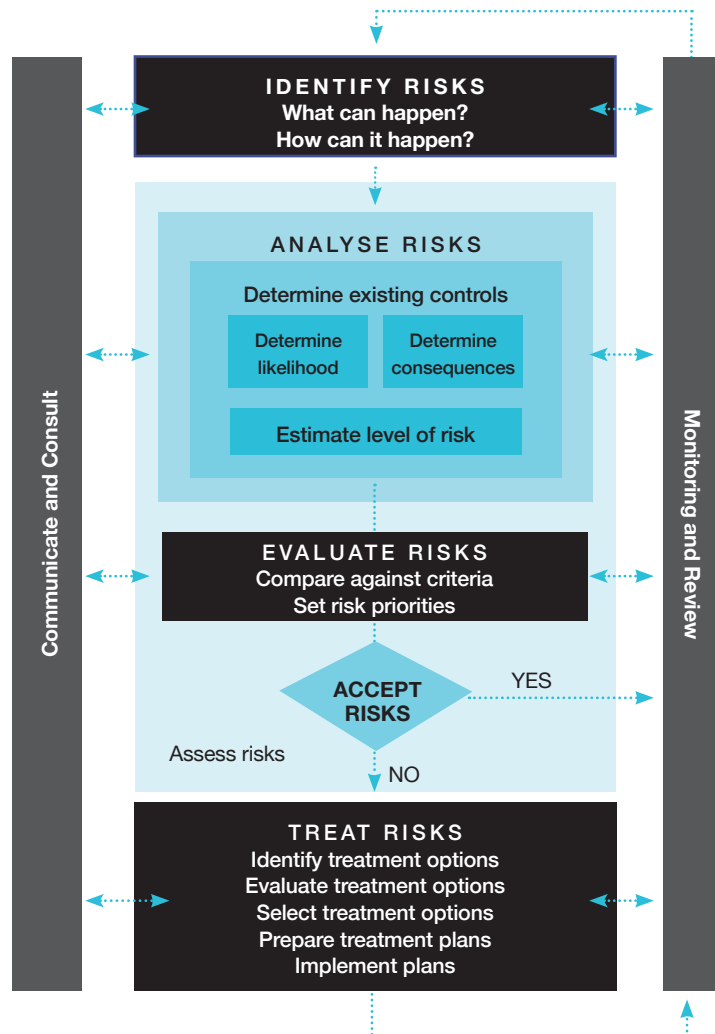 IDENTIFY RISKS
What can happen?
How can it happen?
ANALYSE RISKS
Determine existing controls
Determine
likelihood
Determine
consequences
Estimate level of risk
EVALUATE RISKS
Compare against criteria
Set risk priorities
ACCEPT
RISKS
YES
Assess risks
NO
TREAT RISKS
Identify treatment options
Evaluate treatment options
Select treatment options
Prepare treatment plans
Implement plans
Communicate and Consult
Monitoring and Review